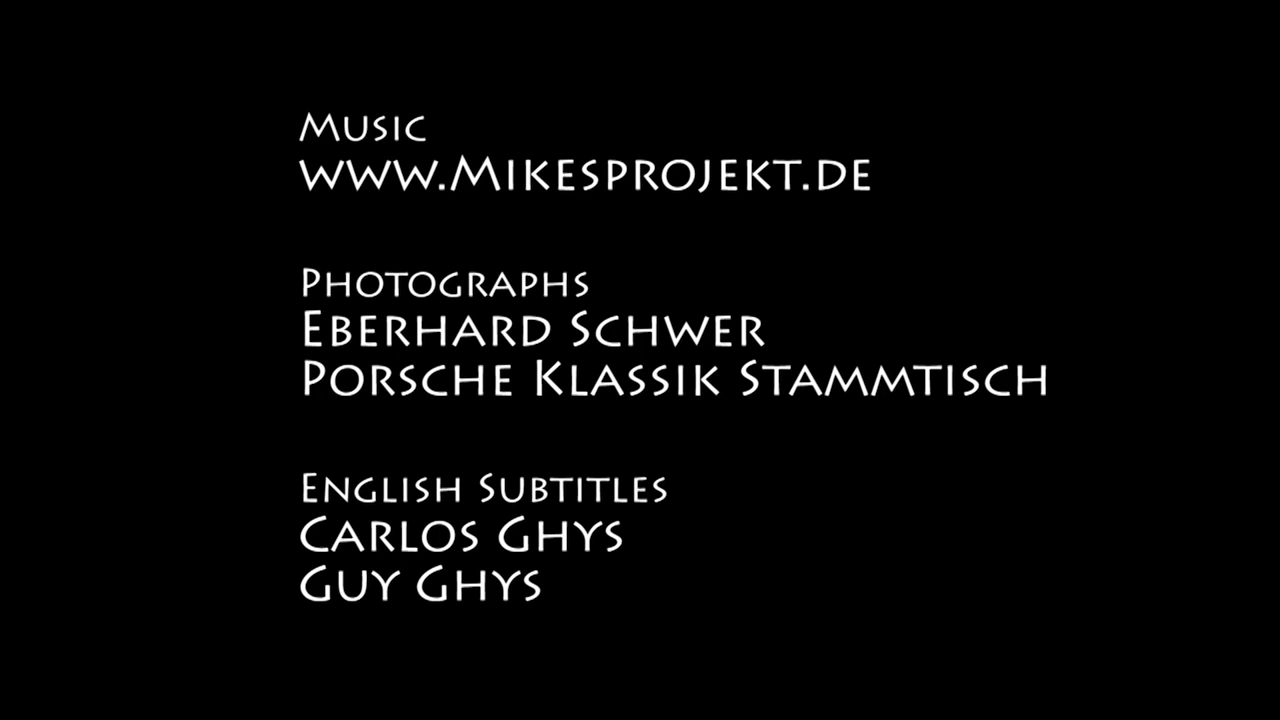 Music
www.Mikesprojekt.de
Photographs
Eberhard Schwer
Porsche Klassik Stammtisch
English Subtitles
Carlos Ghys
Guy Ghys